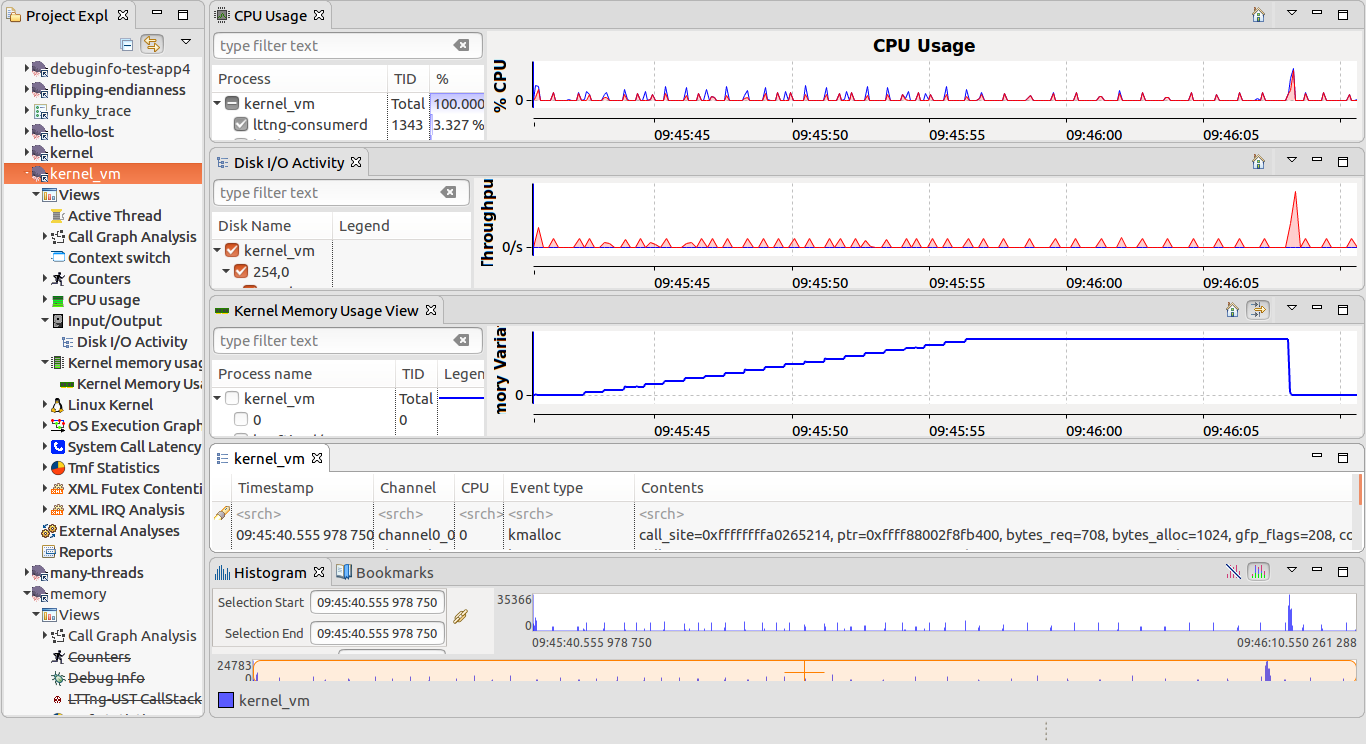 Project Expl
debuginfo-test-app4
flipping-endianness
funky_trace
hello-lost
kernel
kernel_vm
Views
Active Thread
Call Graph Analysis
Context switch
Counters
CPU usage
Input/Output
Disk I/O Activity
Kernel memory usag
Kernel Memory Usa
Linux Kernel
OS Execution Graph
System Call Latency
Tmf Statistics
XML Futex Contenti
XML IRQ Analysis
External Analyses
Reports
many-threads
memory
Views
Call Graph Analysis
Counters
Debug Info
LTTng-UST CallStack
CPU Usage
type filter text
Process TID %
kernel_vm Total 100.000
lttng-consumerd 1343 3.327 %
CPU Usage
% CPU
0
09:45:45 09:45:50 09:45:55 09:46:00 09:46:05
Disk I/O Activity
type filter text
Disk Name Legend
kernel_vm
254,0
Throughpu
0/s
09:45:45 09:45:50 09:45:55 09:46:00 09:46:05
Kernel Memory Usage View
type filter text
Process name TID Legen
kernel_vm Total
0 0
mory Varia
0
09:45:45 09:45:50 09:45:55 09:46:00 09:46:05
kernel_vm
Timestamp Channel CPU Event type Contents
<srch> <srch> <srch> <srch> <srch>
09:45:40.555 978 750 channel0_0 0 kmalloc call_site=0xffffffffa0265214, ptr=0xffff88002f8fb400, bytes_req=708, bytes_alloc=1024, gfp_flags=208, co
Histogram Bookmarks
Selection Start 09:45:40.555 978 750
Selection End 09:45:40.555 978 750
35366
0
09:45:40.555 978 750 09:46:10.550 261 288
24783
0
kernel_vm